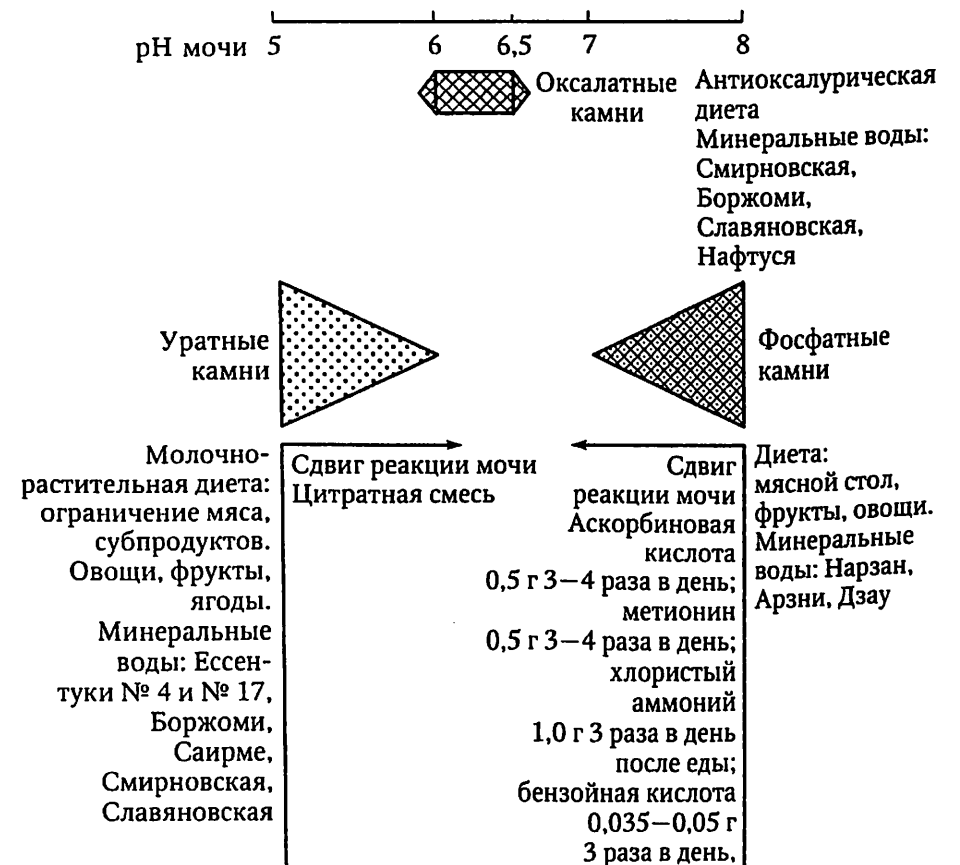 рН мочи 5 6 6,5 7 8
Оксалатные
камни
Антиоксалурическая
диета
Минеральные воды:
Смирновская,
Боржоми,
Славяновская,
Нафтуся
Уратные
камни
Фосфатные
камни
Молочно-
растительная диета:
ограничение мяса,
субпродуктов.
Овощи, фрукты,
ягоды.
Минеральные
воды: Ессен-
туки № 4 и № 17,
Боржоми,
Саирме,
Смирновская,
Славяновская
Сдвиг реакции мочи
Цитратная смесь
Сдвиг
реакции мочи
Аскорбиновая
кислота
0,5 г 3—4 раза в день;
метионин
0,5 г 3—4 раза в день;
хлористый
аммоний
1,0 г 3 раза в день
после еды;
бензойная кислота
0,035—0,05 г
3 раза в день,
Диета:
мясной стол,
фрукты, овощи.
Минеральные
воды: Нарзан,
Арзни, Дзау